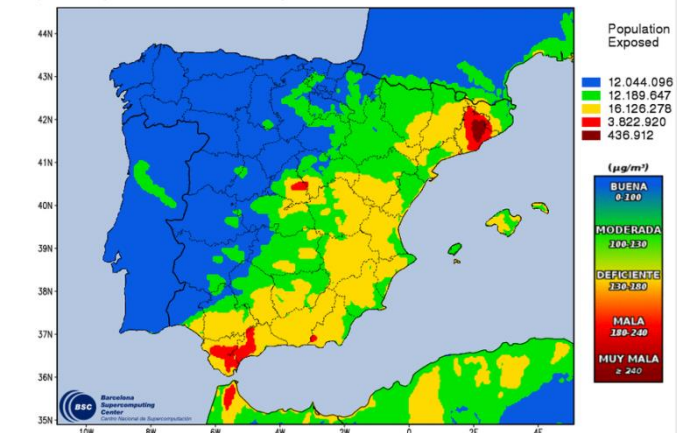 Population
Exposed
12.044.096
12.189.647
16.126.278
3.822.920
436.912
(µg/m³)
BUENA
0-100
MODERADA
100-130
DEFICIENTE
130-180
MALA
180-240
MUY MALA
≥ 240
44N
43N
42N
41N
40N
39N
38N
37N
36N
35N
10W 8W 6W 4W 2W 0 2E 4E
BSC
Barcelona
Supercomputing
Center
Centro Nacional de Supercomputación